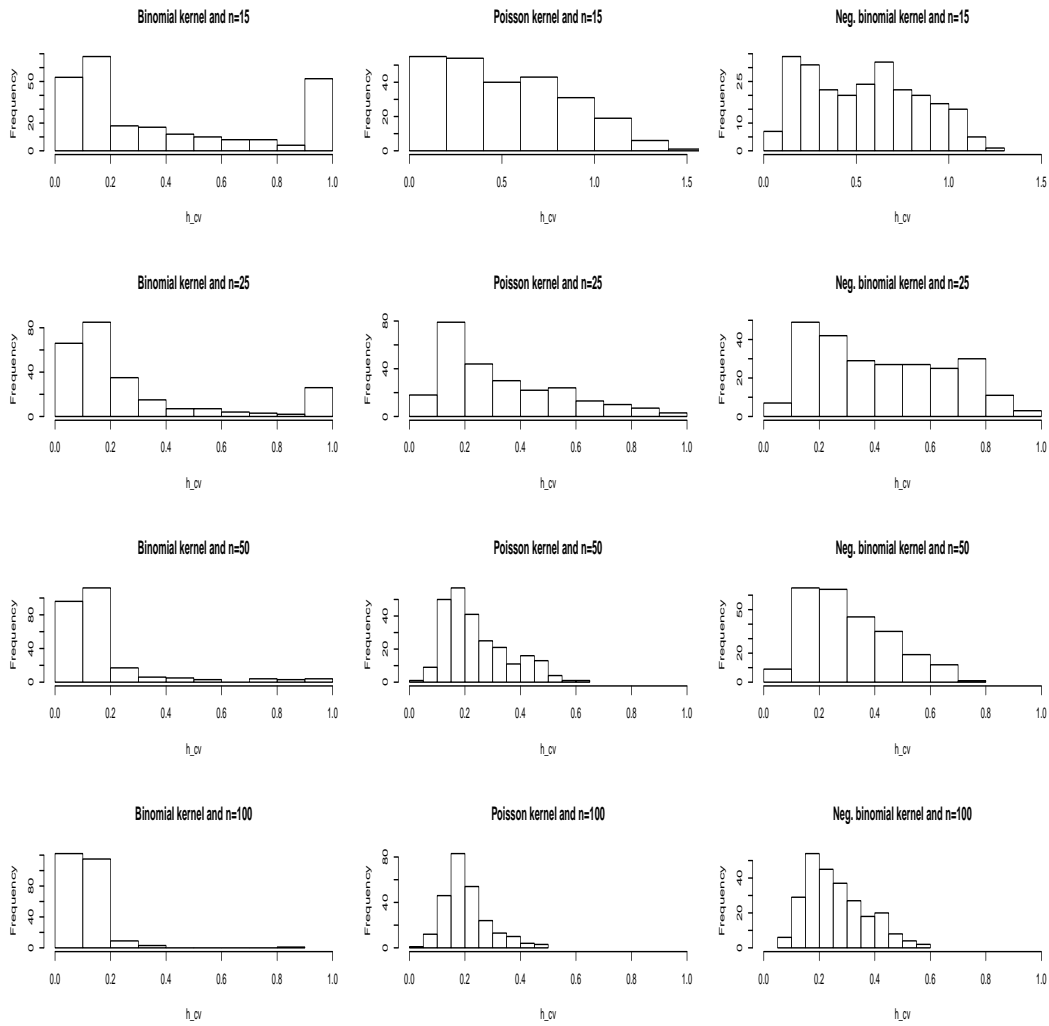 Binomial kernel and n=15
Frequency
0 20 50
0.0 0.2 0.4 0.6 0.8 1.0
h_cv
Poisson kernel and n=15
Frequency
0 20 40
0.0 0.5 1.0 1.5
h_cv
Neg. binomial kernel and n=15
Frequency
0 10 25
0.0 0.5 1.0 1.5
h_cv
Binomial kernel and n=25
Frequency
0 40 80
0.0 0.2 0.4 0.6 0.8 1.0
h_cv
Poisson kernel and n=25
Frequency
0 40 80
0.0 0.2 0.4 0.6 0.8 1.0
h_cv
Neg. binomial kernel and n=25
Frequency
0 20 40
0.0 0.2 0.4 0.6 0.8 1.0
h_cv
Binomial kernel and n=50
Frequency
0 40 80
0.0 0.2 0.4 0.6 0.8 1.0
h_cv
Poisson kernel and n=50
Frequency
0 20 40
0.0 0.2 0.4 0.6 0.8 1.0
h_cv
Neg. binomial kernel and n=50
Frequency
0 20 50
0.0 0.2 0.4 0.6 0.8 1.0
h_cv
Binomial kernel and n=100
Frequency
0 40 80
0.0 0.2 0.4 0.6 0.8 1.0
h_cv
Poisson kernel and n=100
Frequency
0 40 80
0.0 0.2 0.4 0.6 0.8 1.0
h_cv
Neg. binomial kernel and n=100
Frequency
0 20 40
0.0 0.2 0.4 0.6 0.8 1.0
h_cv